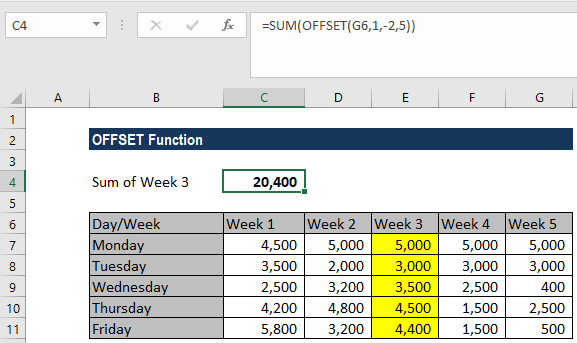 C4 fx =SUM(OFFSET(G6,1,-2,5))
A B C D E F G
1
2 OFFSET Function
3
4 Sum of Week 3 20,400
5
6 Day/Week Week 1 Week 2 Week 3 Week 4 Week 5
7 Monday 4,500 5,000 5,000 5,000 5,000
8 Tuesday 3,500 2,000 3,000 3,000 3,000
9 Wednesday 2,500 3,200 3,500 2,500 400
10 Thursday 4,200 4,800 4,500 1,500 2,500
11 Friday 5,800 3,200 4,400 1,500 500